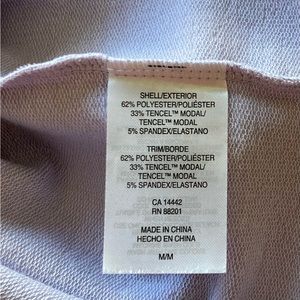 SHELL/EXTERIOR
62% POLYESTER/POLIÉSTER
33% TENCEL™ MODAL/
TENCEL™ MODAL
5% SPANDEX/ELASTANO
TRIM/BORDE
62% POLYESTER/POLIÉSTER
33% TENCEL™ MODAL/
TENCEL™ MODAL
5% SPANDEX/ELASTANO
CA 14442
RN 88201
MADE IN CHINA
HECHO EN CHINA
M/M